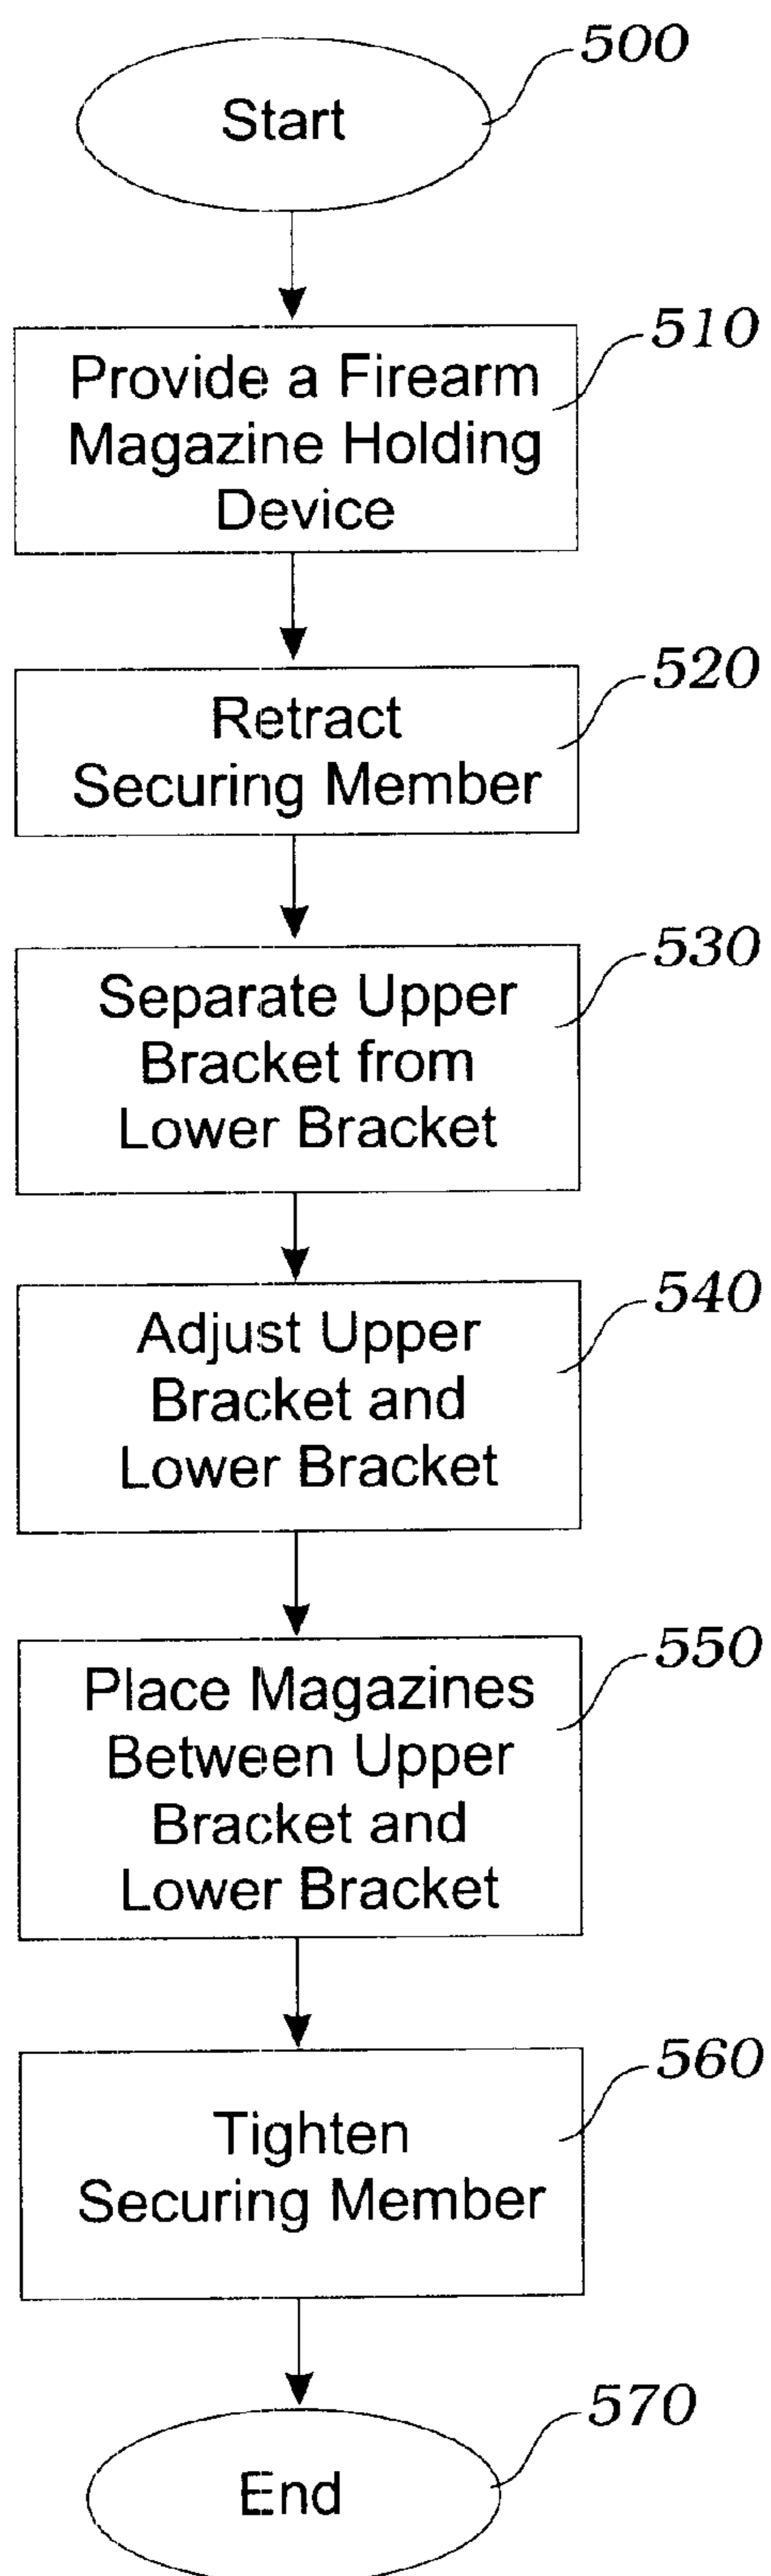 500
Start
510
Provide a Firearm
Magazine Holding
Device
520
Retract
Securing Member
530
Separate Upper
Bracket from
Lower Bracket
540
Adjust Upper
Bracket and
Lower Bracket
550
Place Magazines
Between Upper
Bracket and
Lower Bracket
560
Tighten
Securing Member
570
End